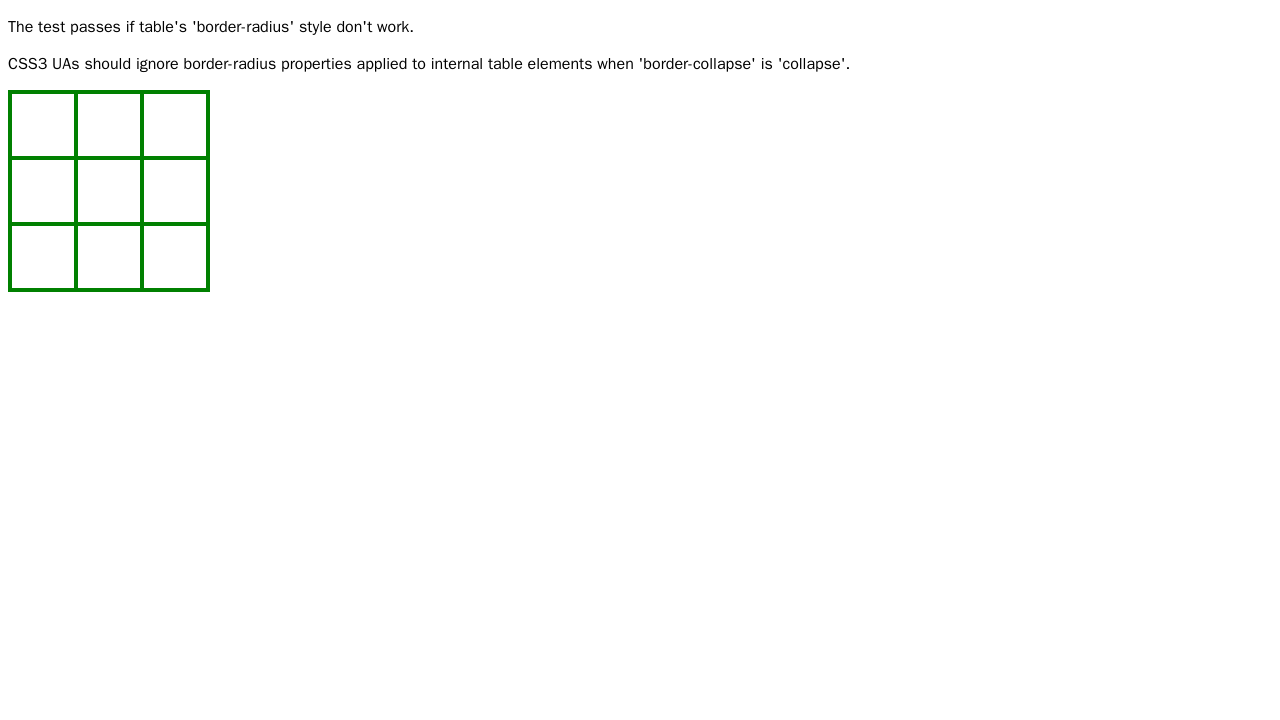 The test passes if table's 'border-radius' style don't work.
CSS3 UAs should ignore border-radius properties applied to internal table elements when 'border-collapse' is 'collapse'.